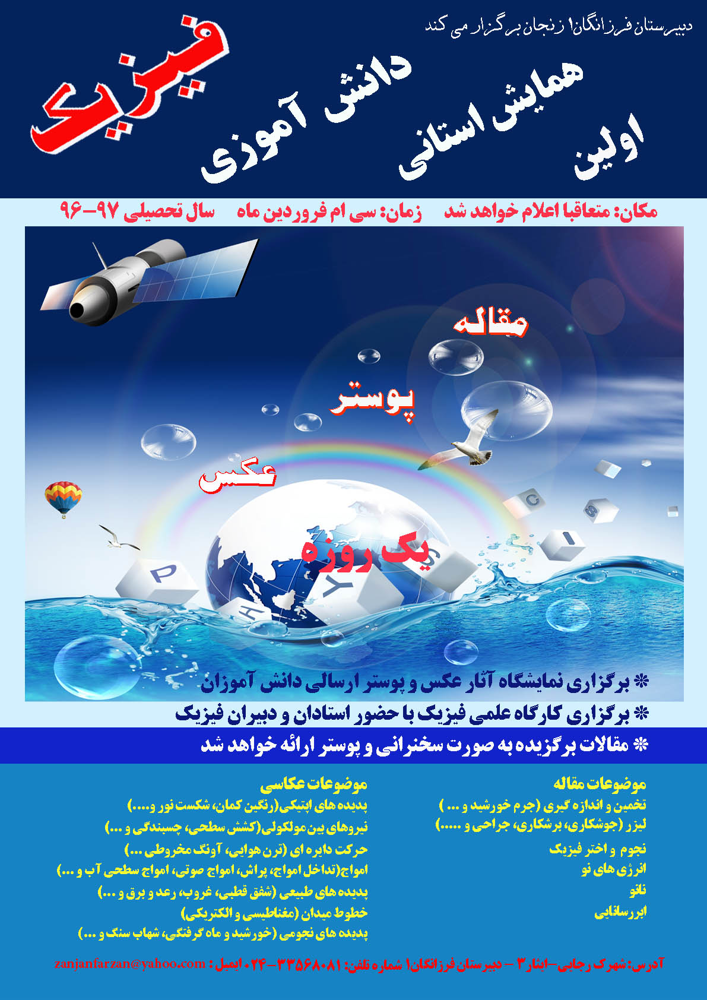 دبیرستان فرزانگان۱ زنجان برگزار می کند
اولین همایش استانی دانش آموزی فیزیک
مکان: متعاقبا اعلام خواهد شد زمان: سی ام فروردین ماه سال تحصیلی ۹۷-۹۶
مقاله
پوستر
عکس
یک روزه
C
8
I
P
H
Y
S
❊ برگزاری نمایشگاه آثار عکس و پوستر ارسالی دانش آموزان
❊ برگزاری کارگاه علمی فیزیک با حضور استادان و دبیران فیزیک
❊ مقالات برگزیده به صورت سخنرانی و پوستر ارائه خواهد شد
موضوعات مقاله
تخمین و اندازه گیری (جرم خورشید و ... )
لیزر (جوشکاری، برشکاری، جراحی و .....)
نجوم و اختر فیزیک
انرژی های نو
نانو
ابررسانایی
موضوعات عکاسی
پدیده های اپتیکی(رنگین کمان، شکست نور و....)
نیروهای بین مولکولی(کشش سطحی، چسبندگی و ...)
حرکت دایره ای (ترن هوایی، آونگ مخروطی ...)
امواج(تداخل امواج، پراش، امواج صوتی، امواج سطحی آب و ...)
پدیده های طبیعی (شفق قطبی، غروب، رعد و برق و ...)
خطوط میدان (مغناطیسی و الکتریکی)
پدیده های نجومی (خورشید و ماه گرفتگی، شهاب سنگ و ...)
آدرس: شهرک رجایی-ایثار۳ - دبیرستان فرزانگان۱ شماره تلفن: ۳۳۵۶۸۰۸۱-۰۲۴ ایمیل : zanjanfarzan@yahoo.com